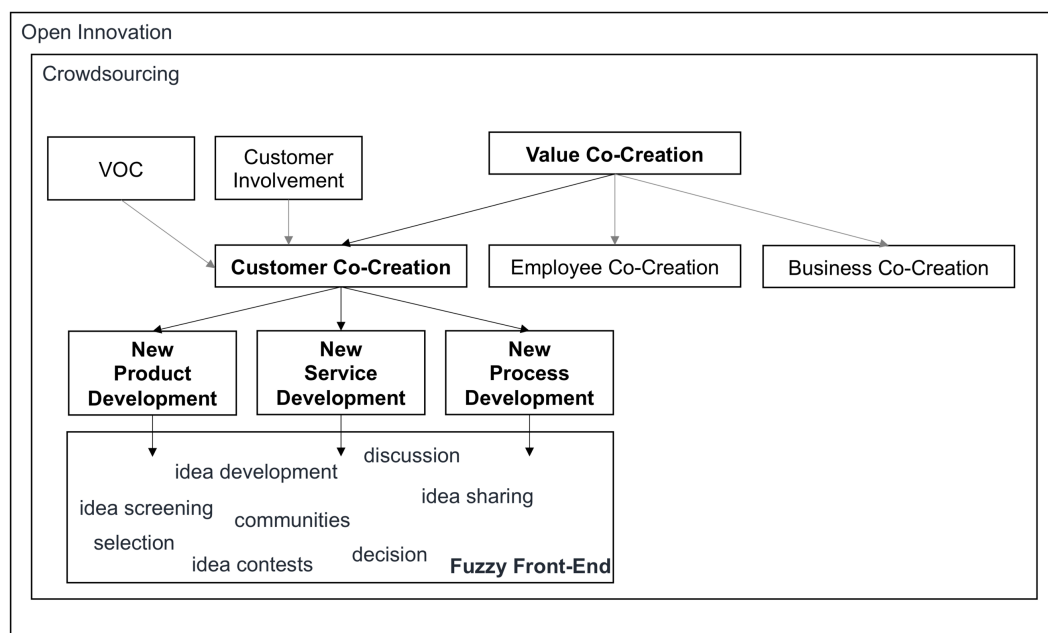 Open Innovation
Crowdsourcing
VOC
Customer
Involvement
Value Co-Creation
Customer Co-Creation
Employee Co-Creation
Business Co-Creation
New
Product
Development
New
Service
Development
New
Process
Development
discussion
idea development
idea sharing
idea screening
communities
selection
decision
idea contests
Fuzzy Front-End